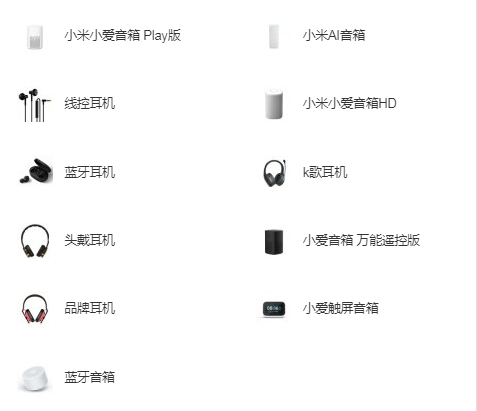 小米小爱音箱 Play版
小米AI音箱
线控耳机
小米小爱音箱HD
蓝牙耳机
k歌耳机
头戴耳机
小爱音箱 万能遥控版
品牌耳机
小爱触屏音箱
蓝牙音箱